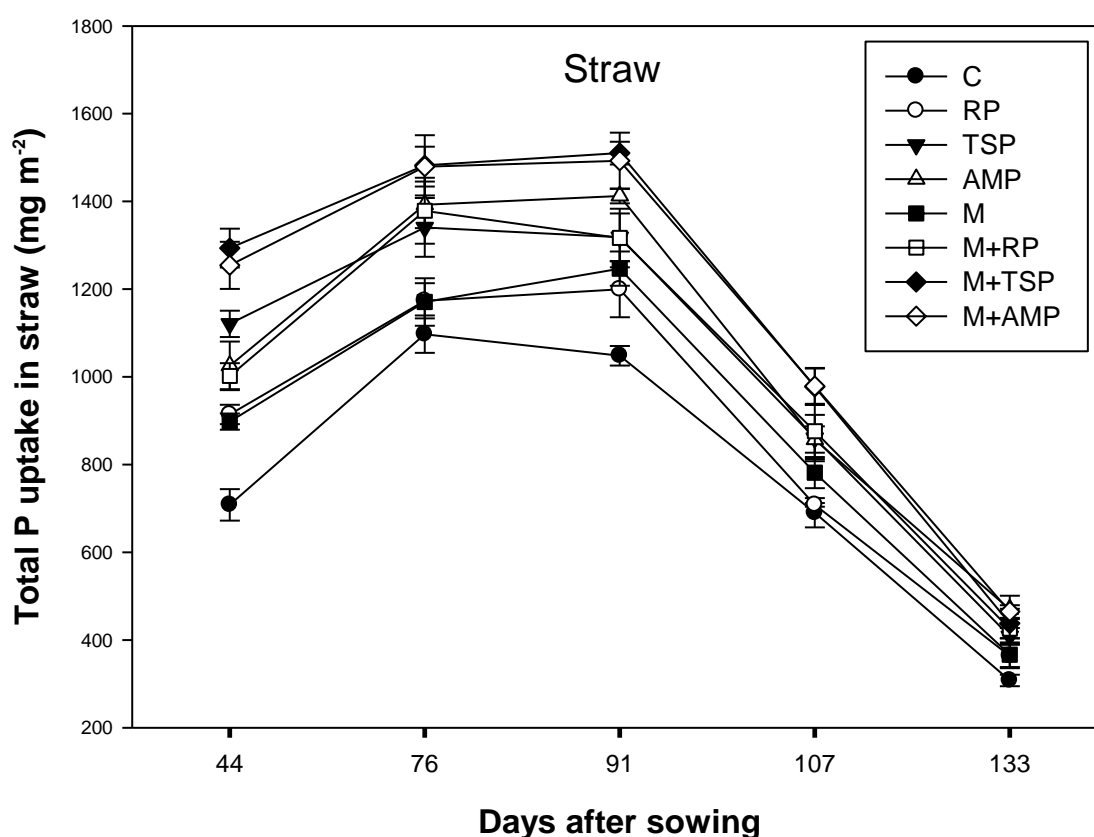 Straw
Total P uptake in straw (mg m⁻²)
1800
1600
1400
1200
1000
800
600
400
200
C
RP
TSP
AMP
M
M+RP
M+TSP
M+AMP
44 76 91 107 133
Days after sowing